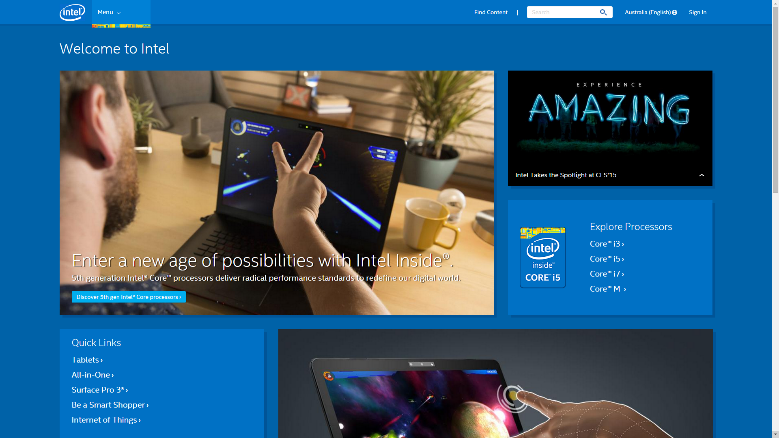 intel
Menu
Find Content
|
Search
Australia (English)
Sign In
Welcome to Intel
Enter a new age of possibilities with Intel Inside®.
5th generation Intel® Core™ processors deliver radical performance standards to redefine our digital world.
Discover 5th gen Intel® Core processors ›
EXPERIENCE
AMAZING
Intel Takes the Spotlight at CES'15
intel
inside™
CORE™ i5
Explore Processors
Core™ i3 ›
Core™ i5 ›
Core™ i7 ›
Core™ M ›
Quick Links
Tablets ›
All-in-One ›
Surface Pro 3* ›
Be a Smart Shopper ›
Internet of Things ›